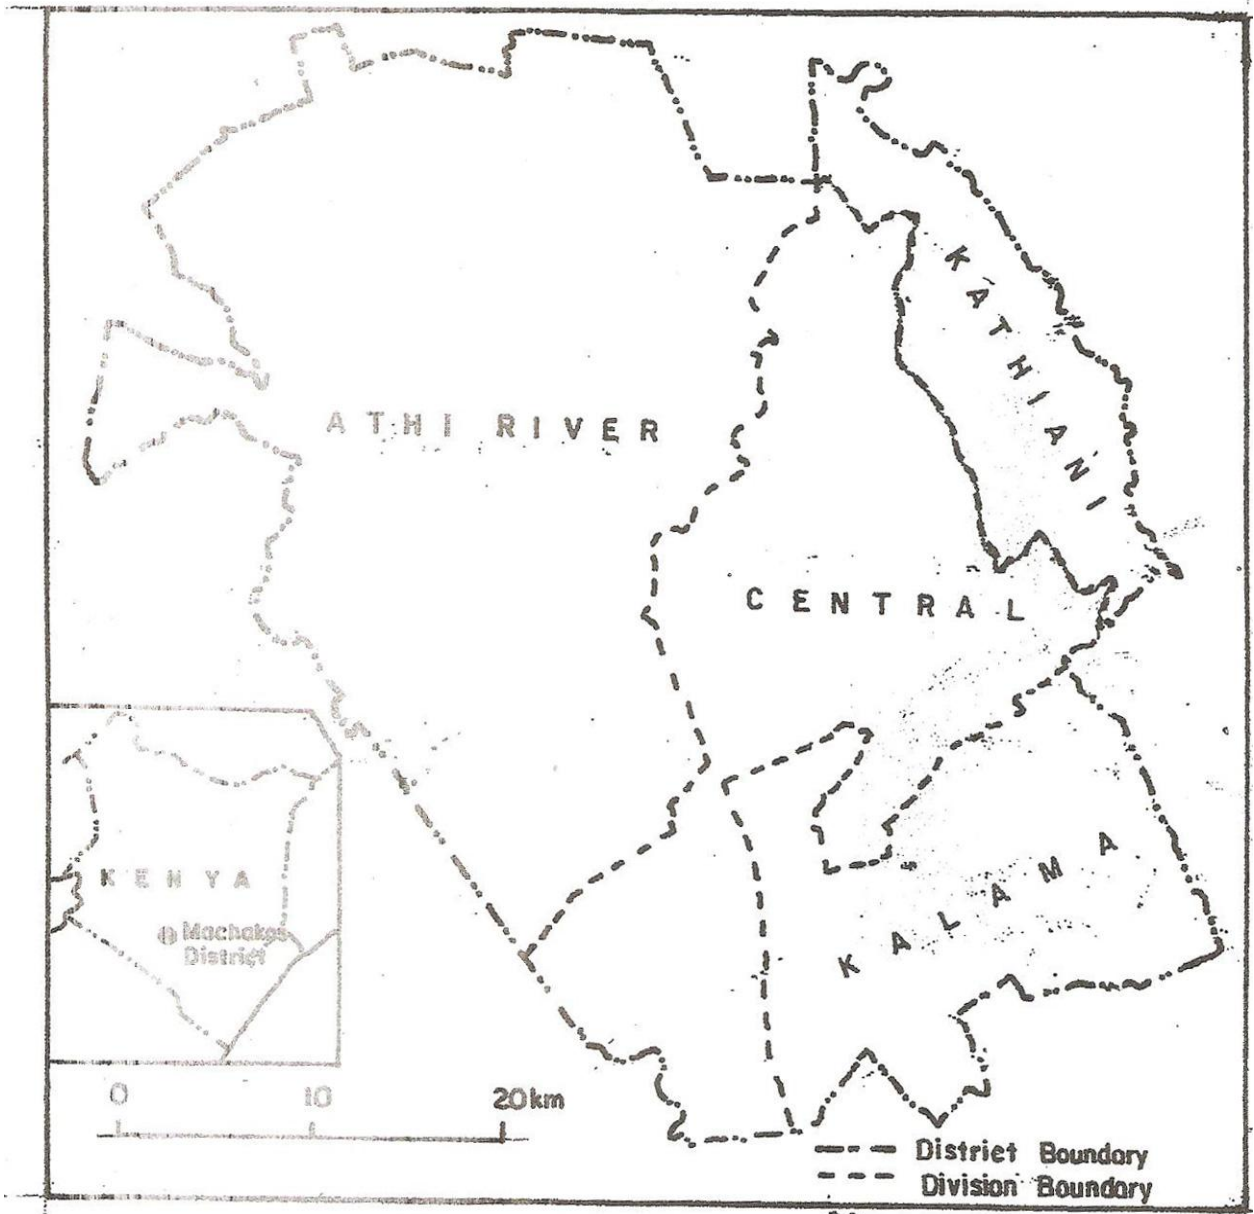 KATHIANI
ATHI RIVER
CENTRAL
KALAMA
KENYA
Machakos
District
0 10 20km
District Boundary
Division Boundary